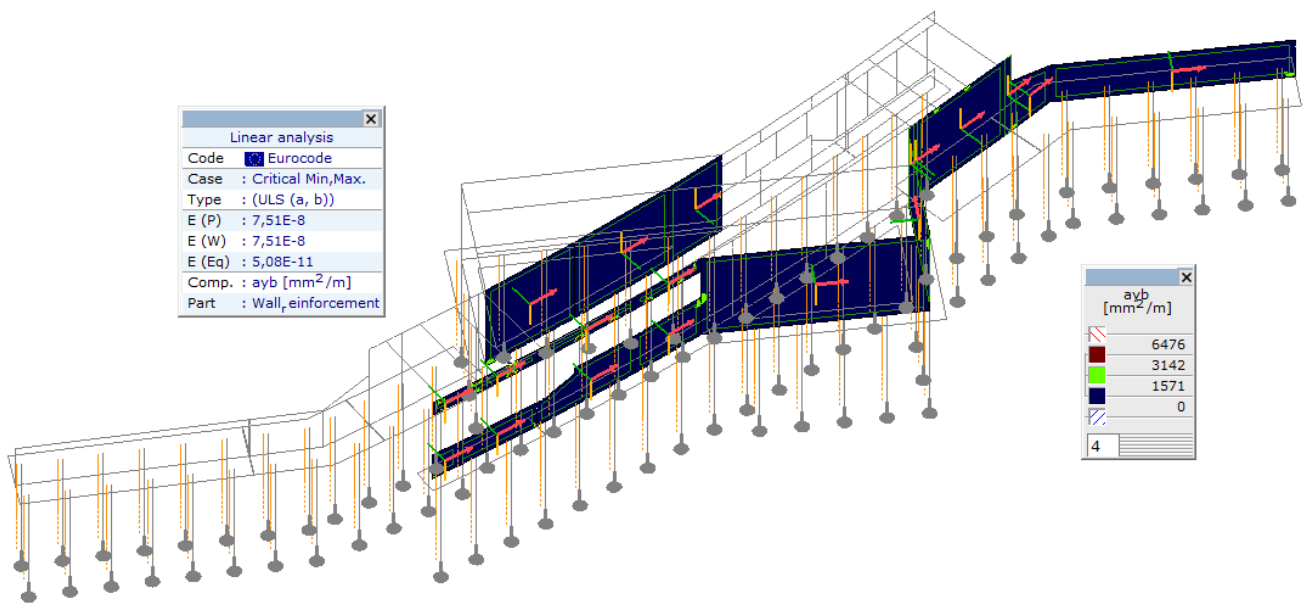 Linear analysis
Code Eurocode
Case : Critical Min,Max.
Type : (ULS (a, b))
E (P) : 7,51E-8
E (W) : 7,51E-8
E (Eq) : 5,08E-11
Comp. : ayb [mm²/m]
Part : Wall_reinforcement
ayb
[mm²/m]
6476
3142
1571
0
4